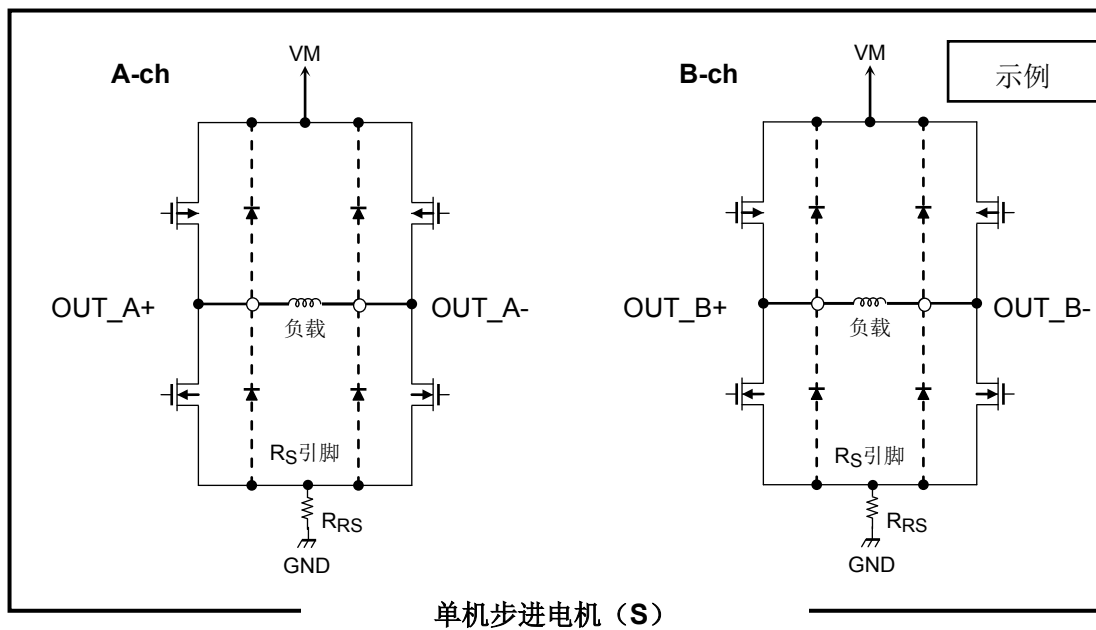 示例
A-ch
VM
OUT_A+
OUT_A-
负载
RS引脚
RRS
GND
B-ch
VM
OUT_B+
OUT_B-
负载
RS引脚
RRS
GND
单机步进电机（S）